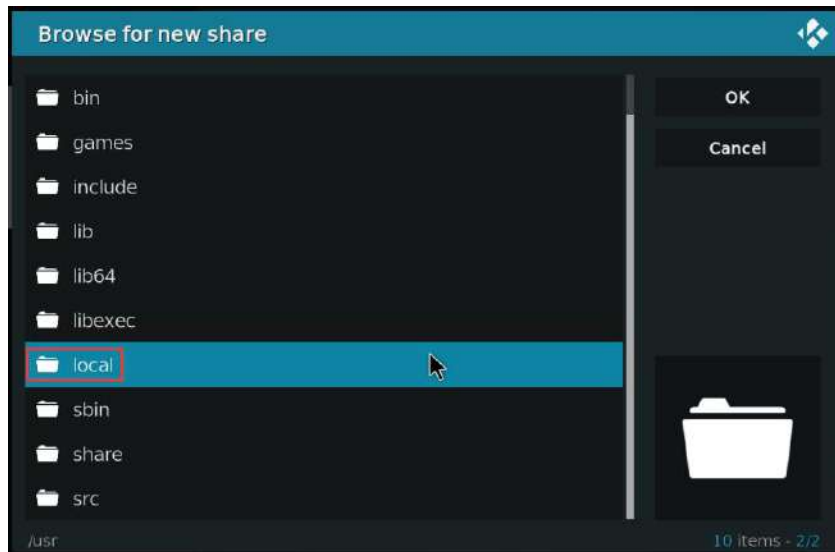 Browse for new share
bin
games
include
lib
lib64
libexec
local
sbin
share
src
OK
Cancel
/usr
10 items - 2/2